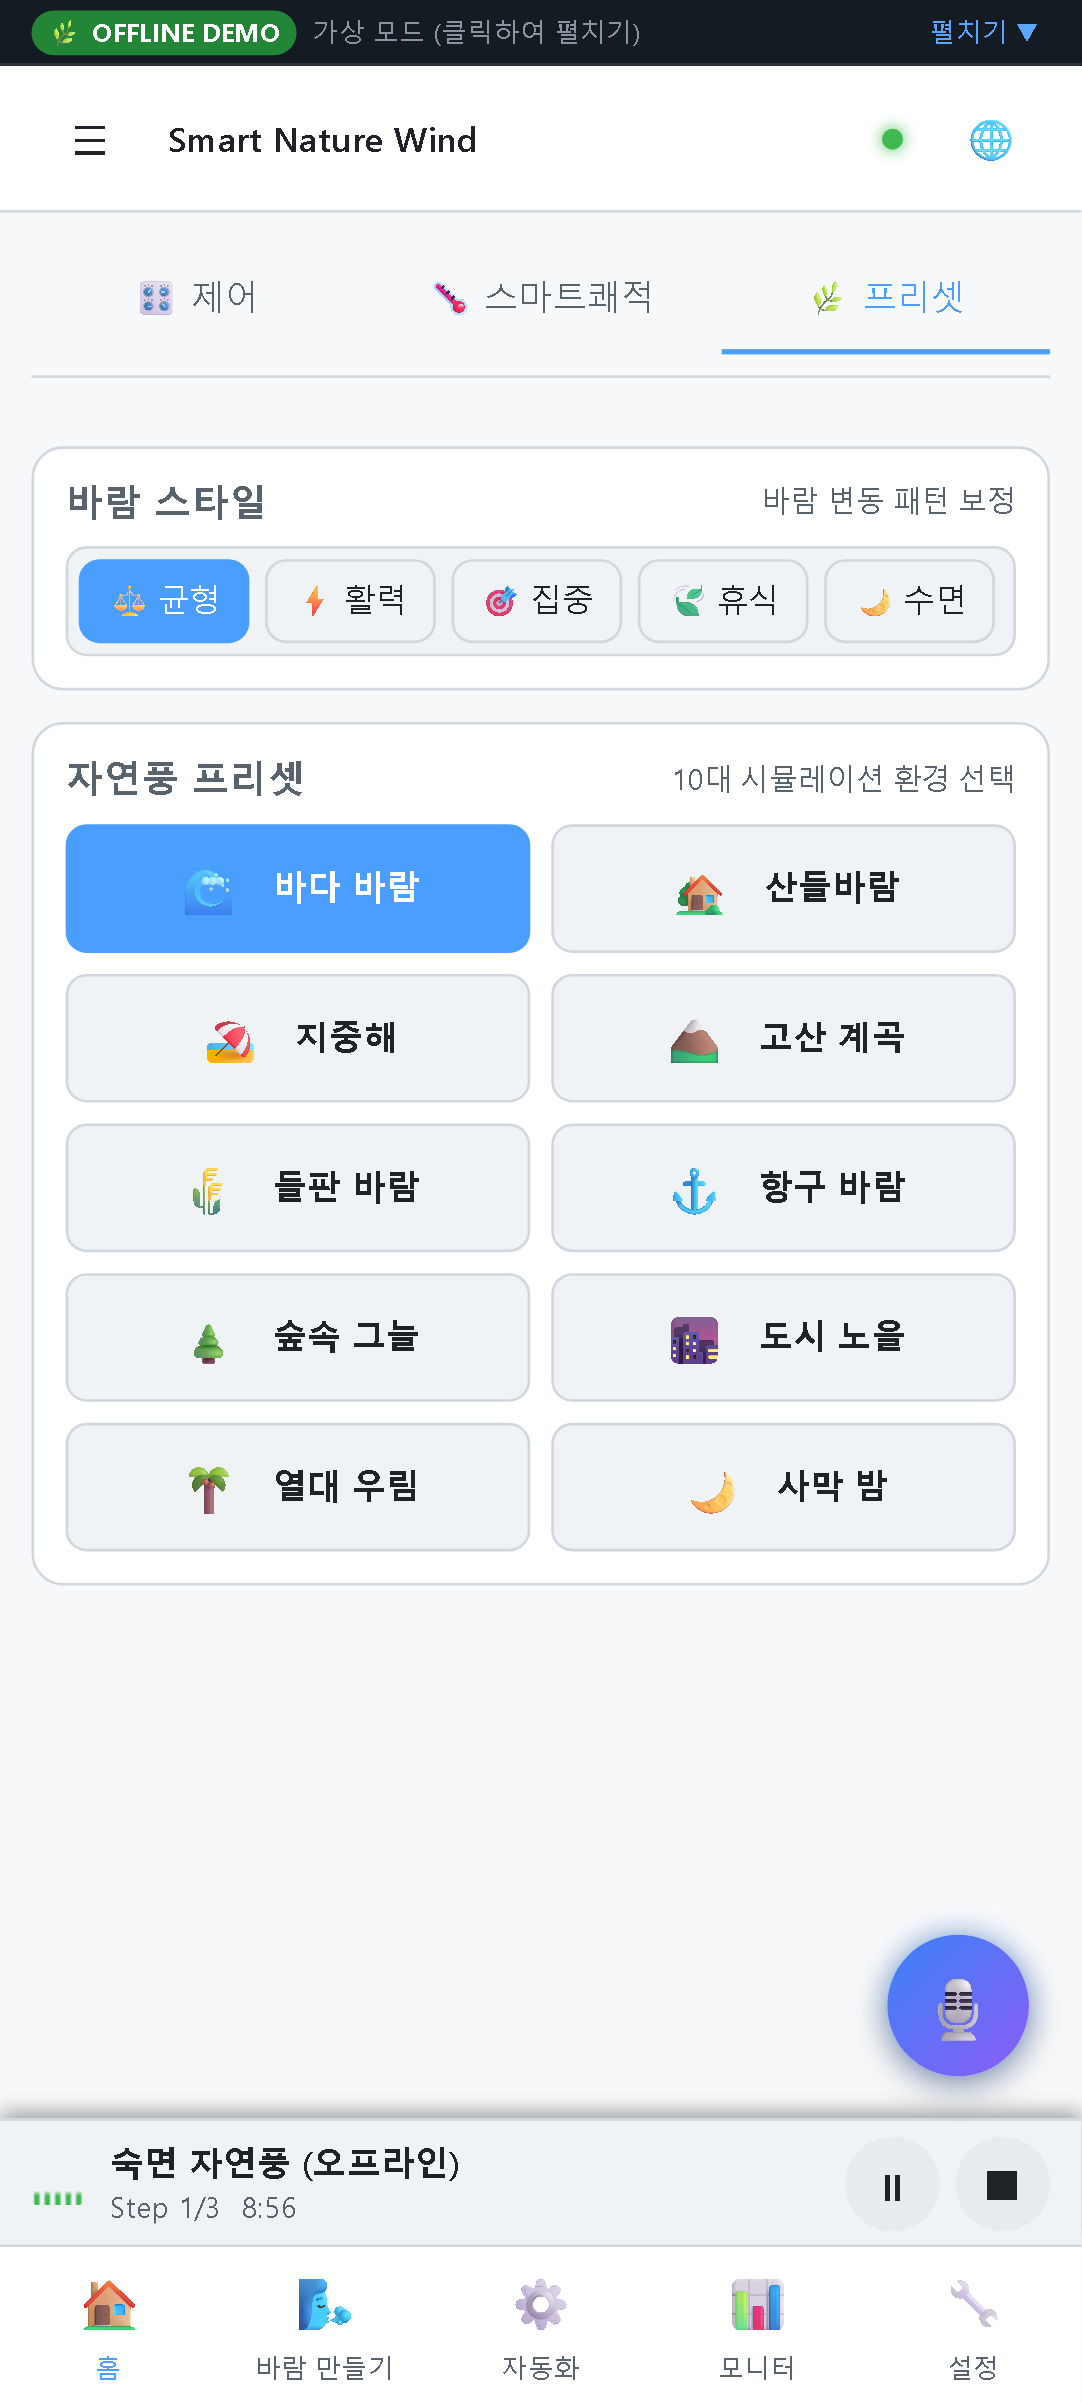 OFFLINE DEMO 가상 모드 (클릭하여 펼치기) 펼치기 ▼
Smart Nature Wind
제어 스마트쾌적 프리셋
바람 스타일 바람 변동 패턴 보정
균형 활력 집중 휴식 수면
자연풍 프리셋 10대 시뮬레이션 환경 선택
바다 바람 산들바람
지중해 고산 계곡
들판 바람 항구 바람
숲속 그늘 도시 노을
열대 우림 사막 밤
숙면 자연풍 (오프라인)
Step 1/3 8:56
홈 바람 만들기 자동화 모니터 설정